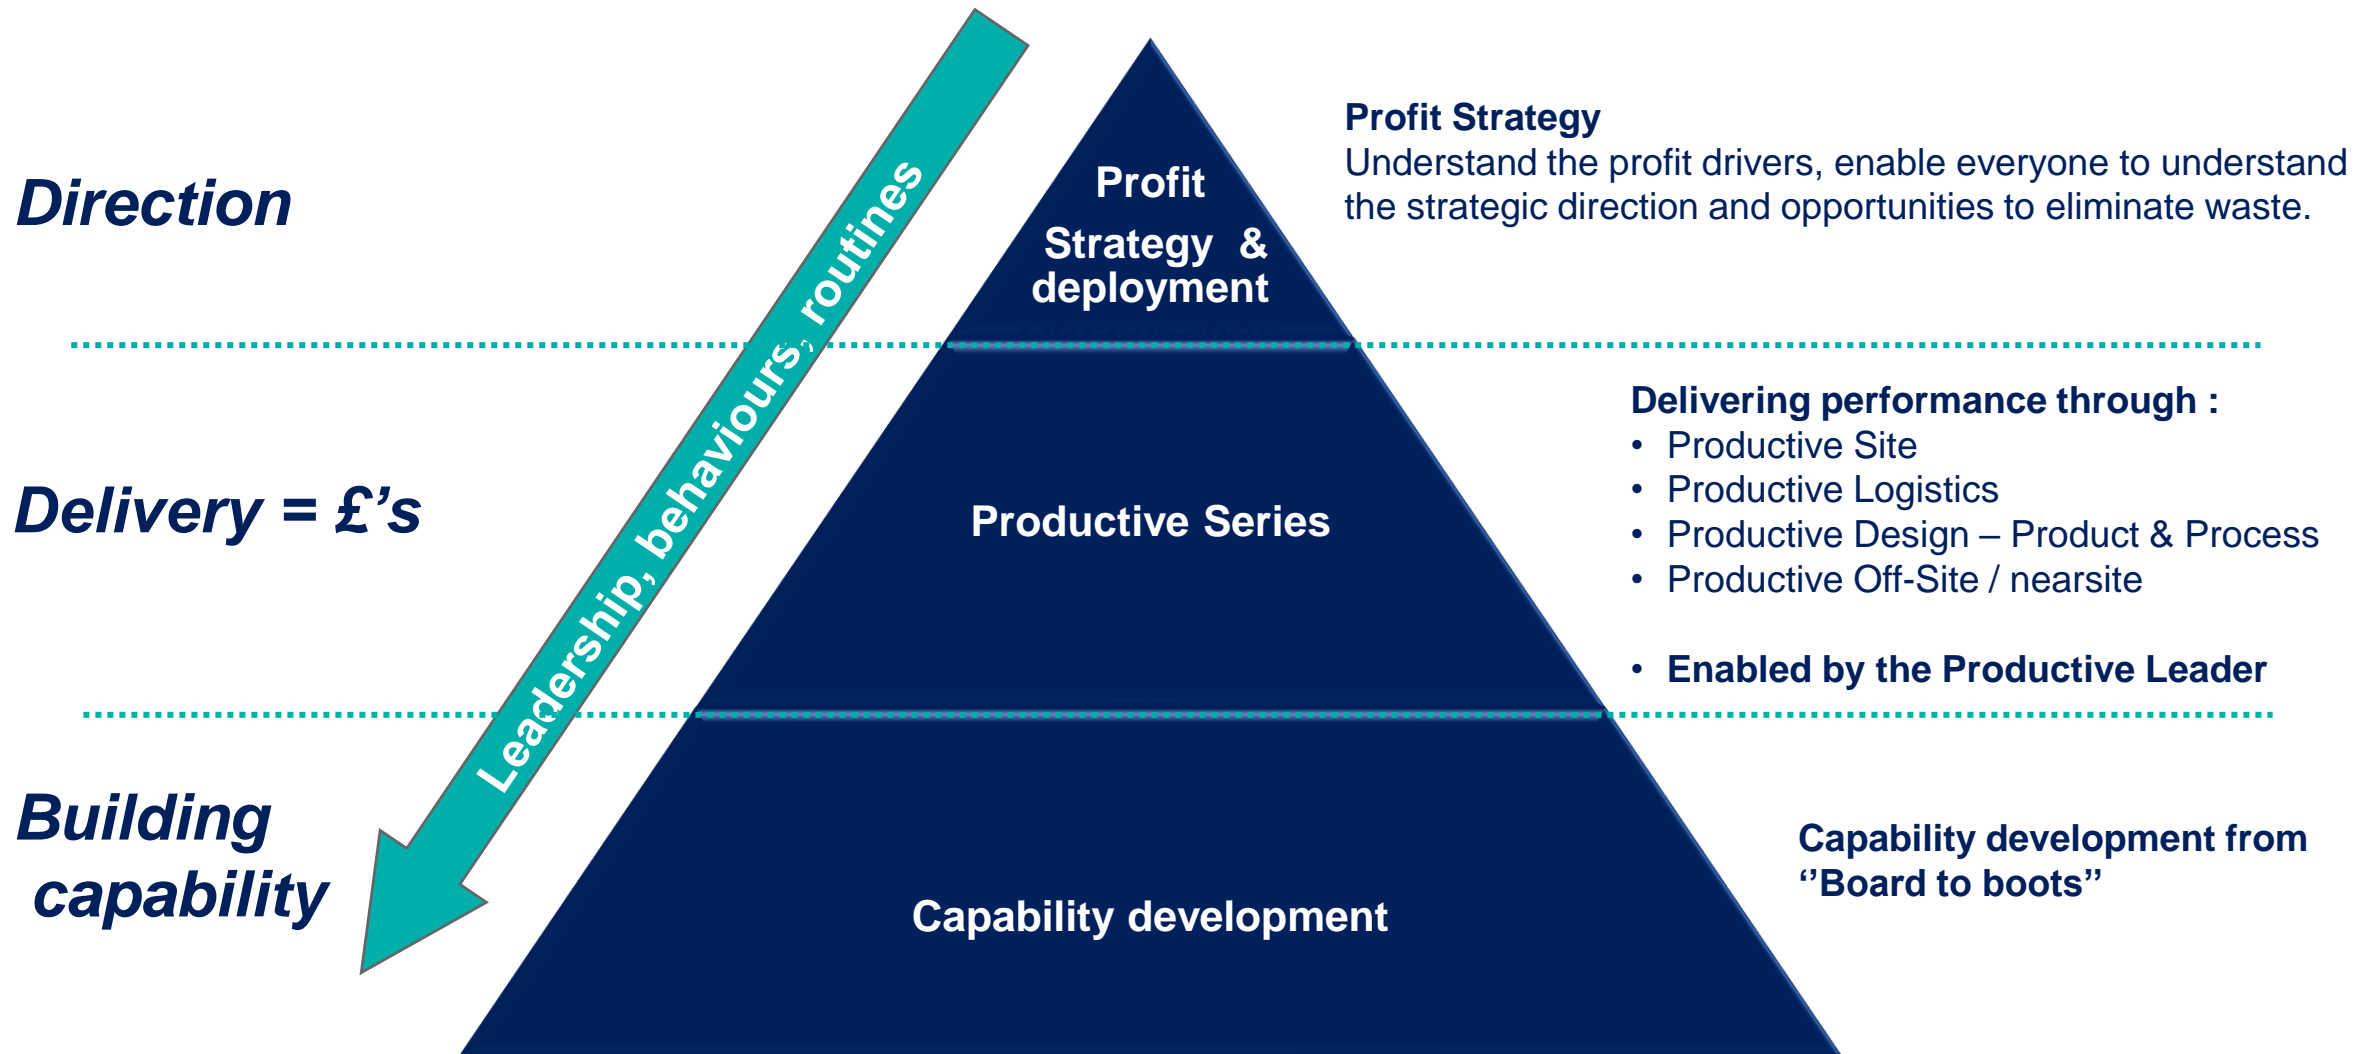 Direction
Profit
Strategy & deployment
Profit Strategy
Understand the profit drivers, enable everyone to understand
the strategic direction and opportunities to eliminate waste.
Leadership, behaviours, routines
Delivery = £’s
Productive Series
Delivering performance through :
• Productive Site
• Productive Logistics
• Productive Design – Product & Process
• Productive Off-Site / nearsite
• Enabled by the Productive Leader
Building
capability
Capability development
Capability development from
‘’Board to boots’’